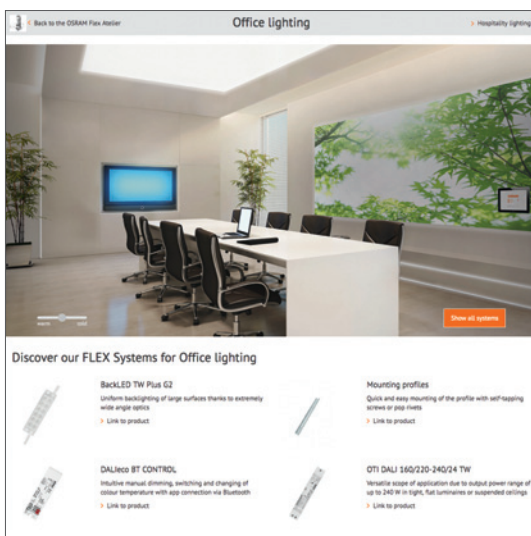 Back to the OSRAM Flex Atelier
Office lighting
Hospitality lighting
warm
cold
Show all systems
Discover our FLEX Systems for Office lighting
BackLED TW Plus G2
Uniform backlighting of large surfaces thanks to extremely
wide angle optics
Link to product
Mounting profiles
Quick and easy mounting of the profile with self-tapping
screws or pop rivets
Link to product
DALIeco BT CONTROL
Intuitive manual dimming, switching and changing of
colour temperature with app connection via Bluetooth
Link to product
OTI DALI 160/220-240/24 TW
Versatile scope of application due to output power range of
up to 240 W in tight, flat luminaires or suspended ceilings
Link to product